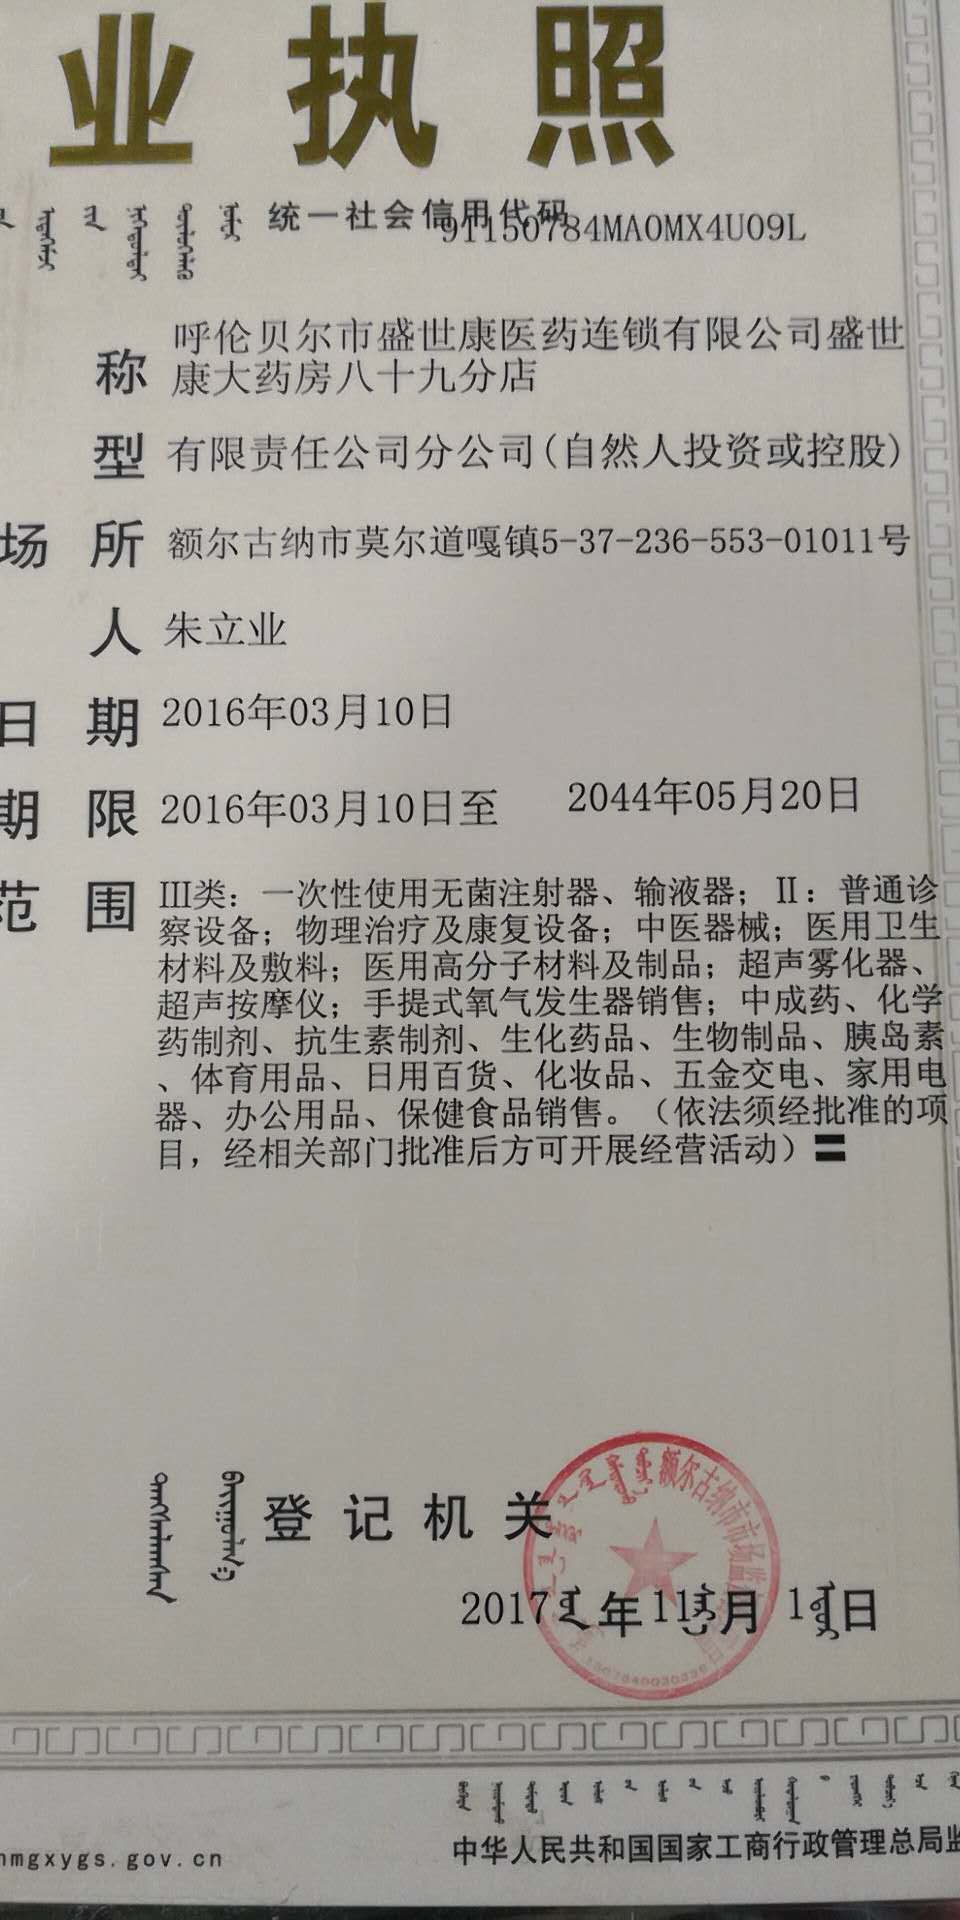 业执照
统一社会信用代码
91150784MA0MX4U09L
称 呼伦贝尔市盛世康医药连锁有限公司盛世
康大药房八十九分店
型 有限责任公司分公司(自然人投资或控股)
场所 额尔古纳市莫尔道嘎镇5-37-236-553-01011号
人 朱立业
日期 2016年03月10日
期限 2016年03月10日至 2044年05月20日
范围 III类：一次性使用无菌注射器、输液器；II：普通诊
察设备；物理治疗及康复设备；中医器械；医用卫生
材料及敷料；医用高分子材料及制品；超声雾化器、
超声按摩仪；手提式氧气发生器销售；中成药、化学
药制剂、抗生素制剂、生化药品、生物制品、胰岛素
、体育用品、日用百货、化妆品、五金交电、家用电
器、办公用品、保健食品销售。（依法须经批准的项
目，经相关部门批准后方可开展经营活动）
登记机关
额尔古纳市市场监
2017年11月1日
nmgxygs.gov.cn
中华人民共和国国家工商行政管理总局监